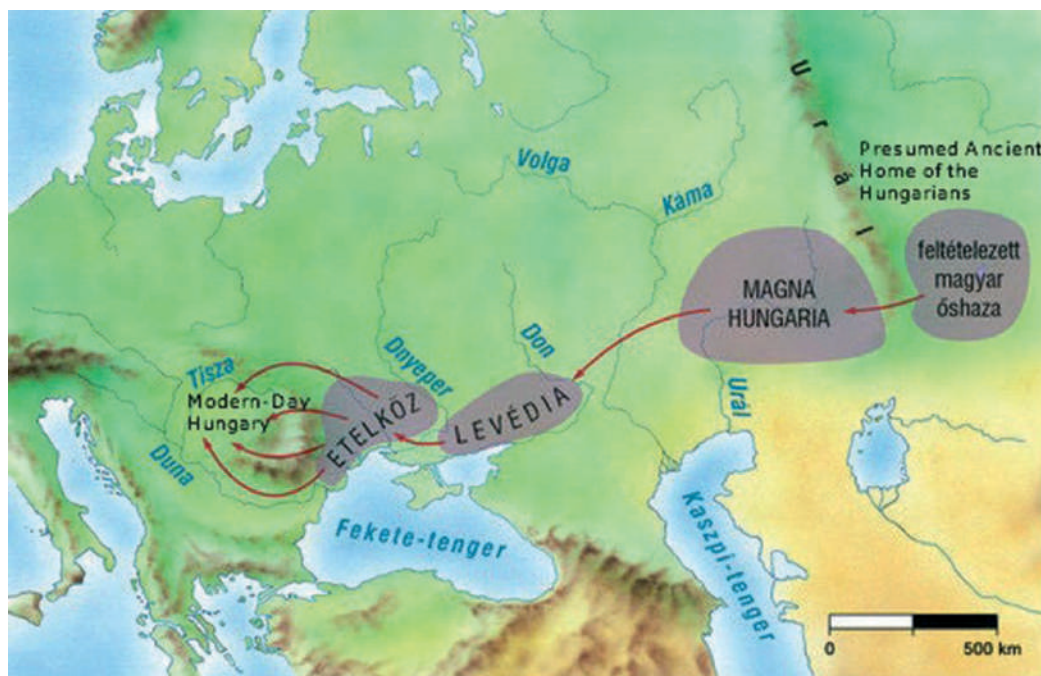 Urál
Presumed Ancient
Home of the
Hungarians
Volga
Káma
feltételezett
magyar
őshaza
MAGNA
HUNGARIA
Tisza
Dnyeper
Don
Urál
Modern-Day
Hungary
ETELKÖZ
LEVÉDIA
Duna
Fekete-tenger
Kaszpi-tenger
0
500 km